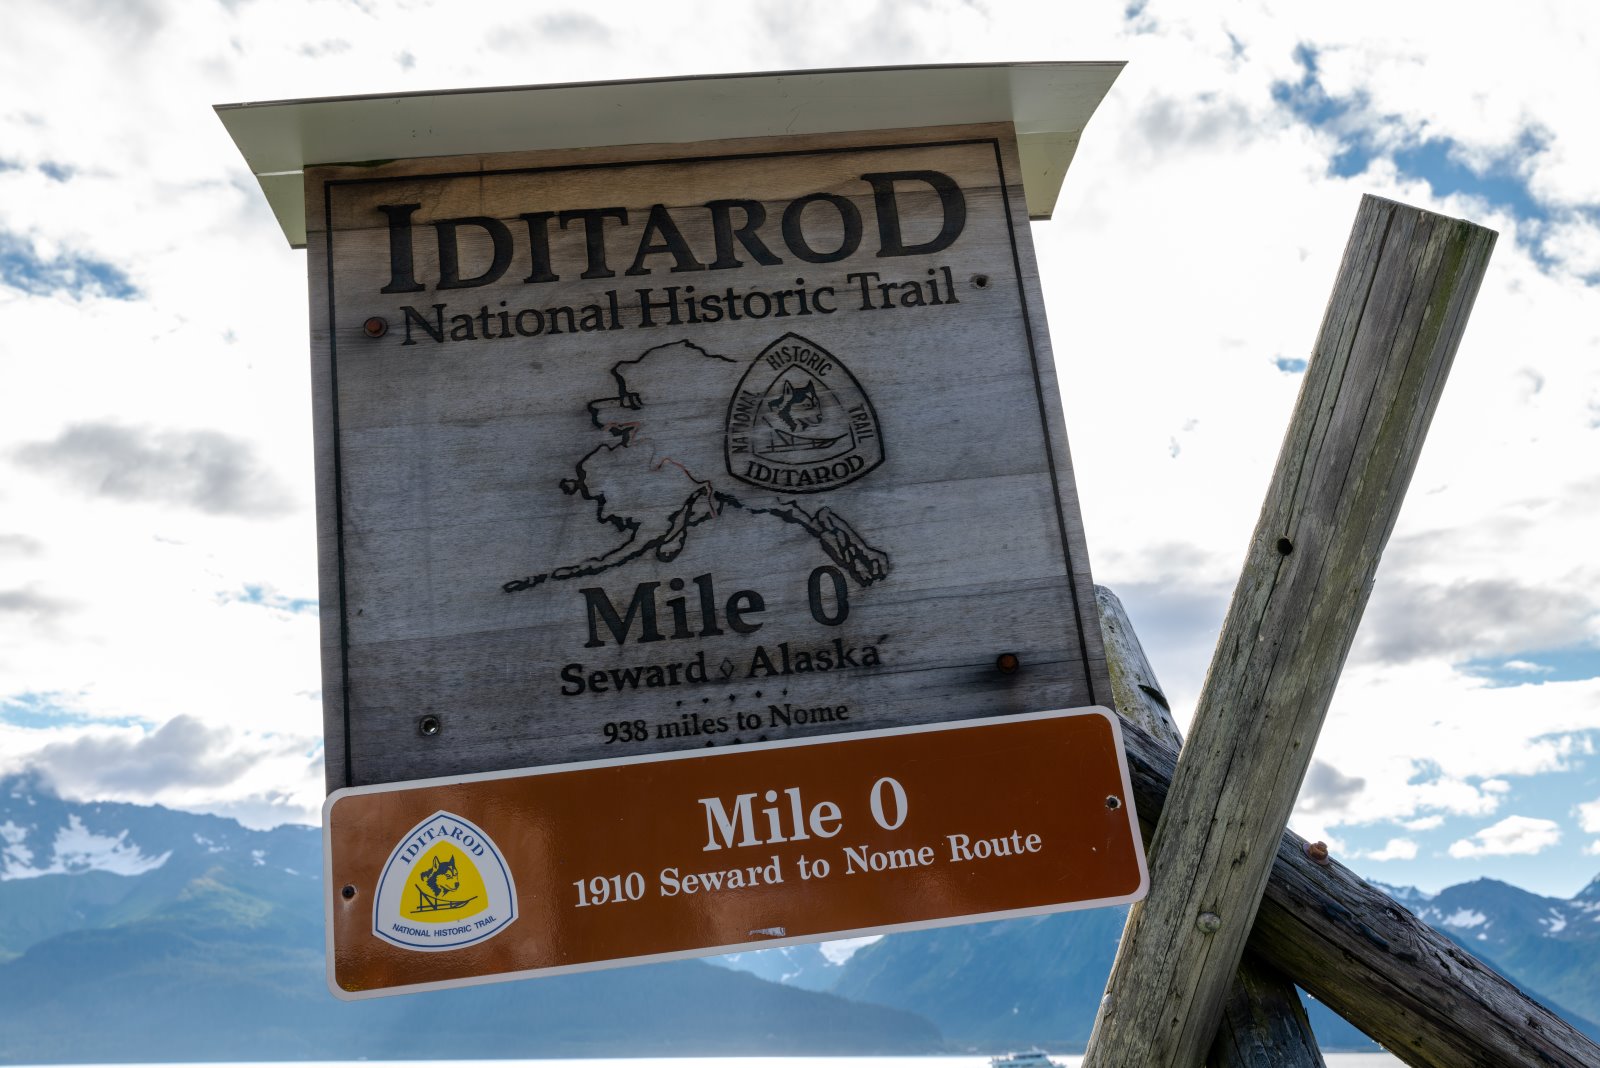 IDITAROD
National Historic Trail
NATIONAL HISTORIC TRAIL
IDITAROD
Mile 0
Seward ◊ Alaska
938 miles to Nome
Mile 0
1910 Seward to Nome Route
IDITAROD
NATIONAL HISTORIC TRAIL